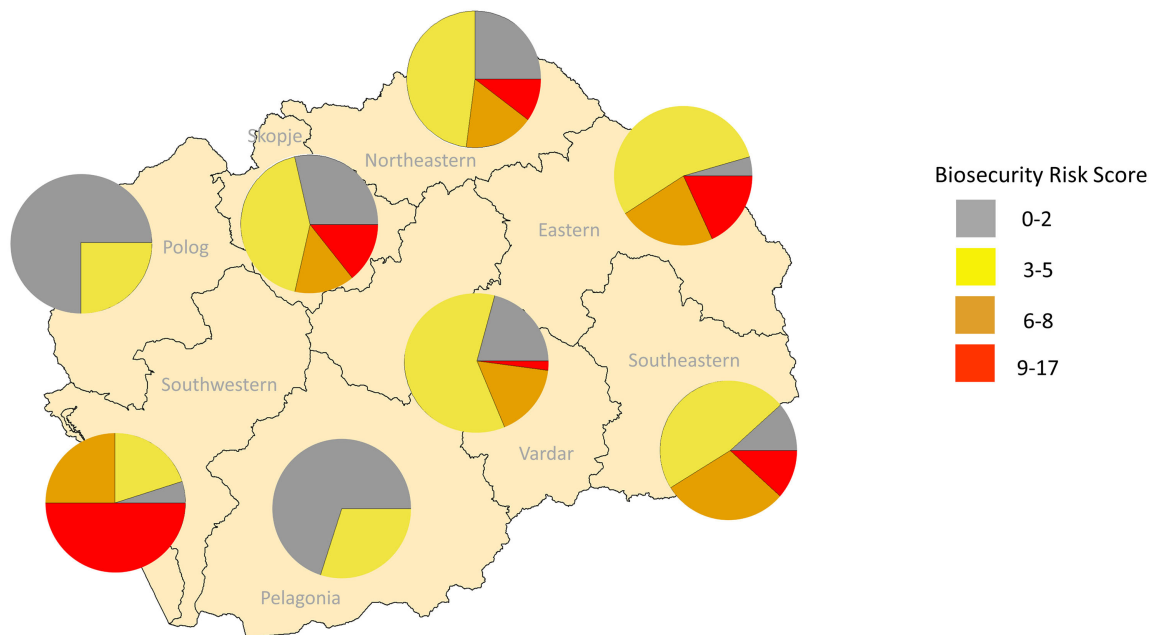 Skopje
Northeastern
Polog
Eastern
Southwestern
Southeastern
Vardar
Pelagonia
Biosecurity Risk Score
0-2
3-5
6-8
9-17